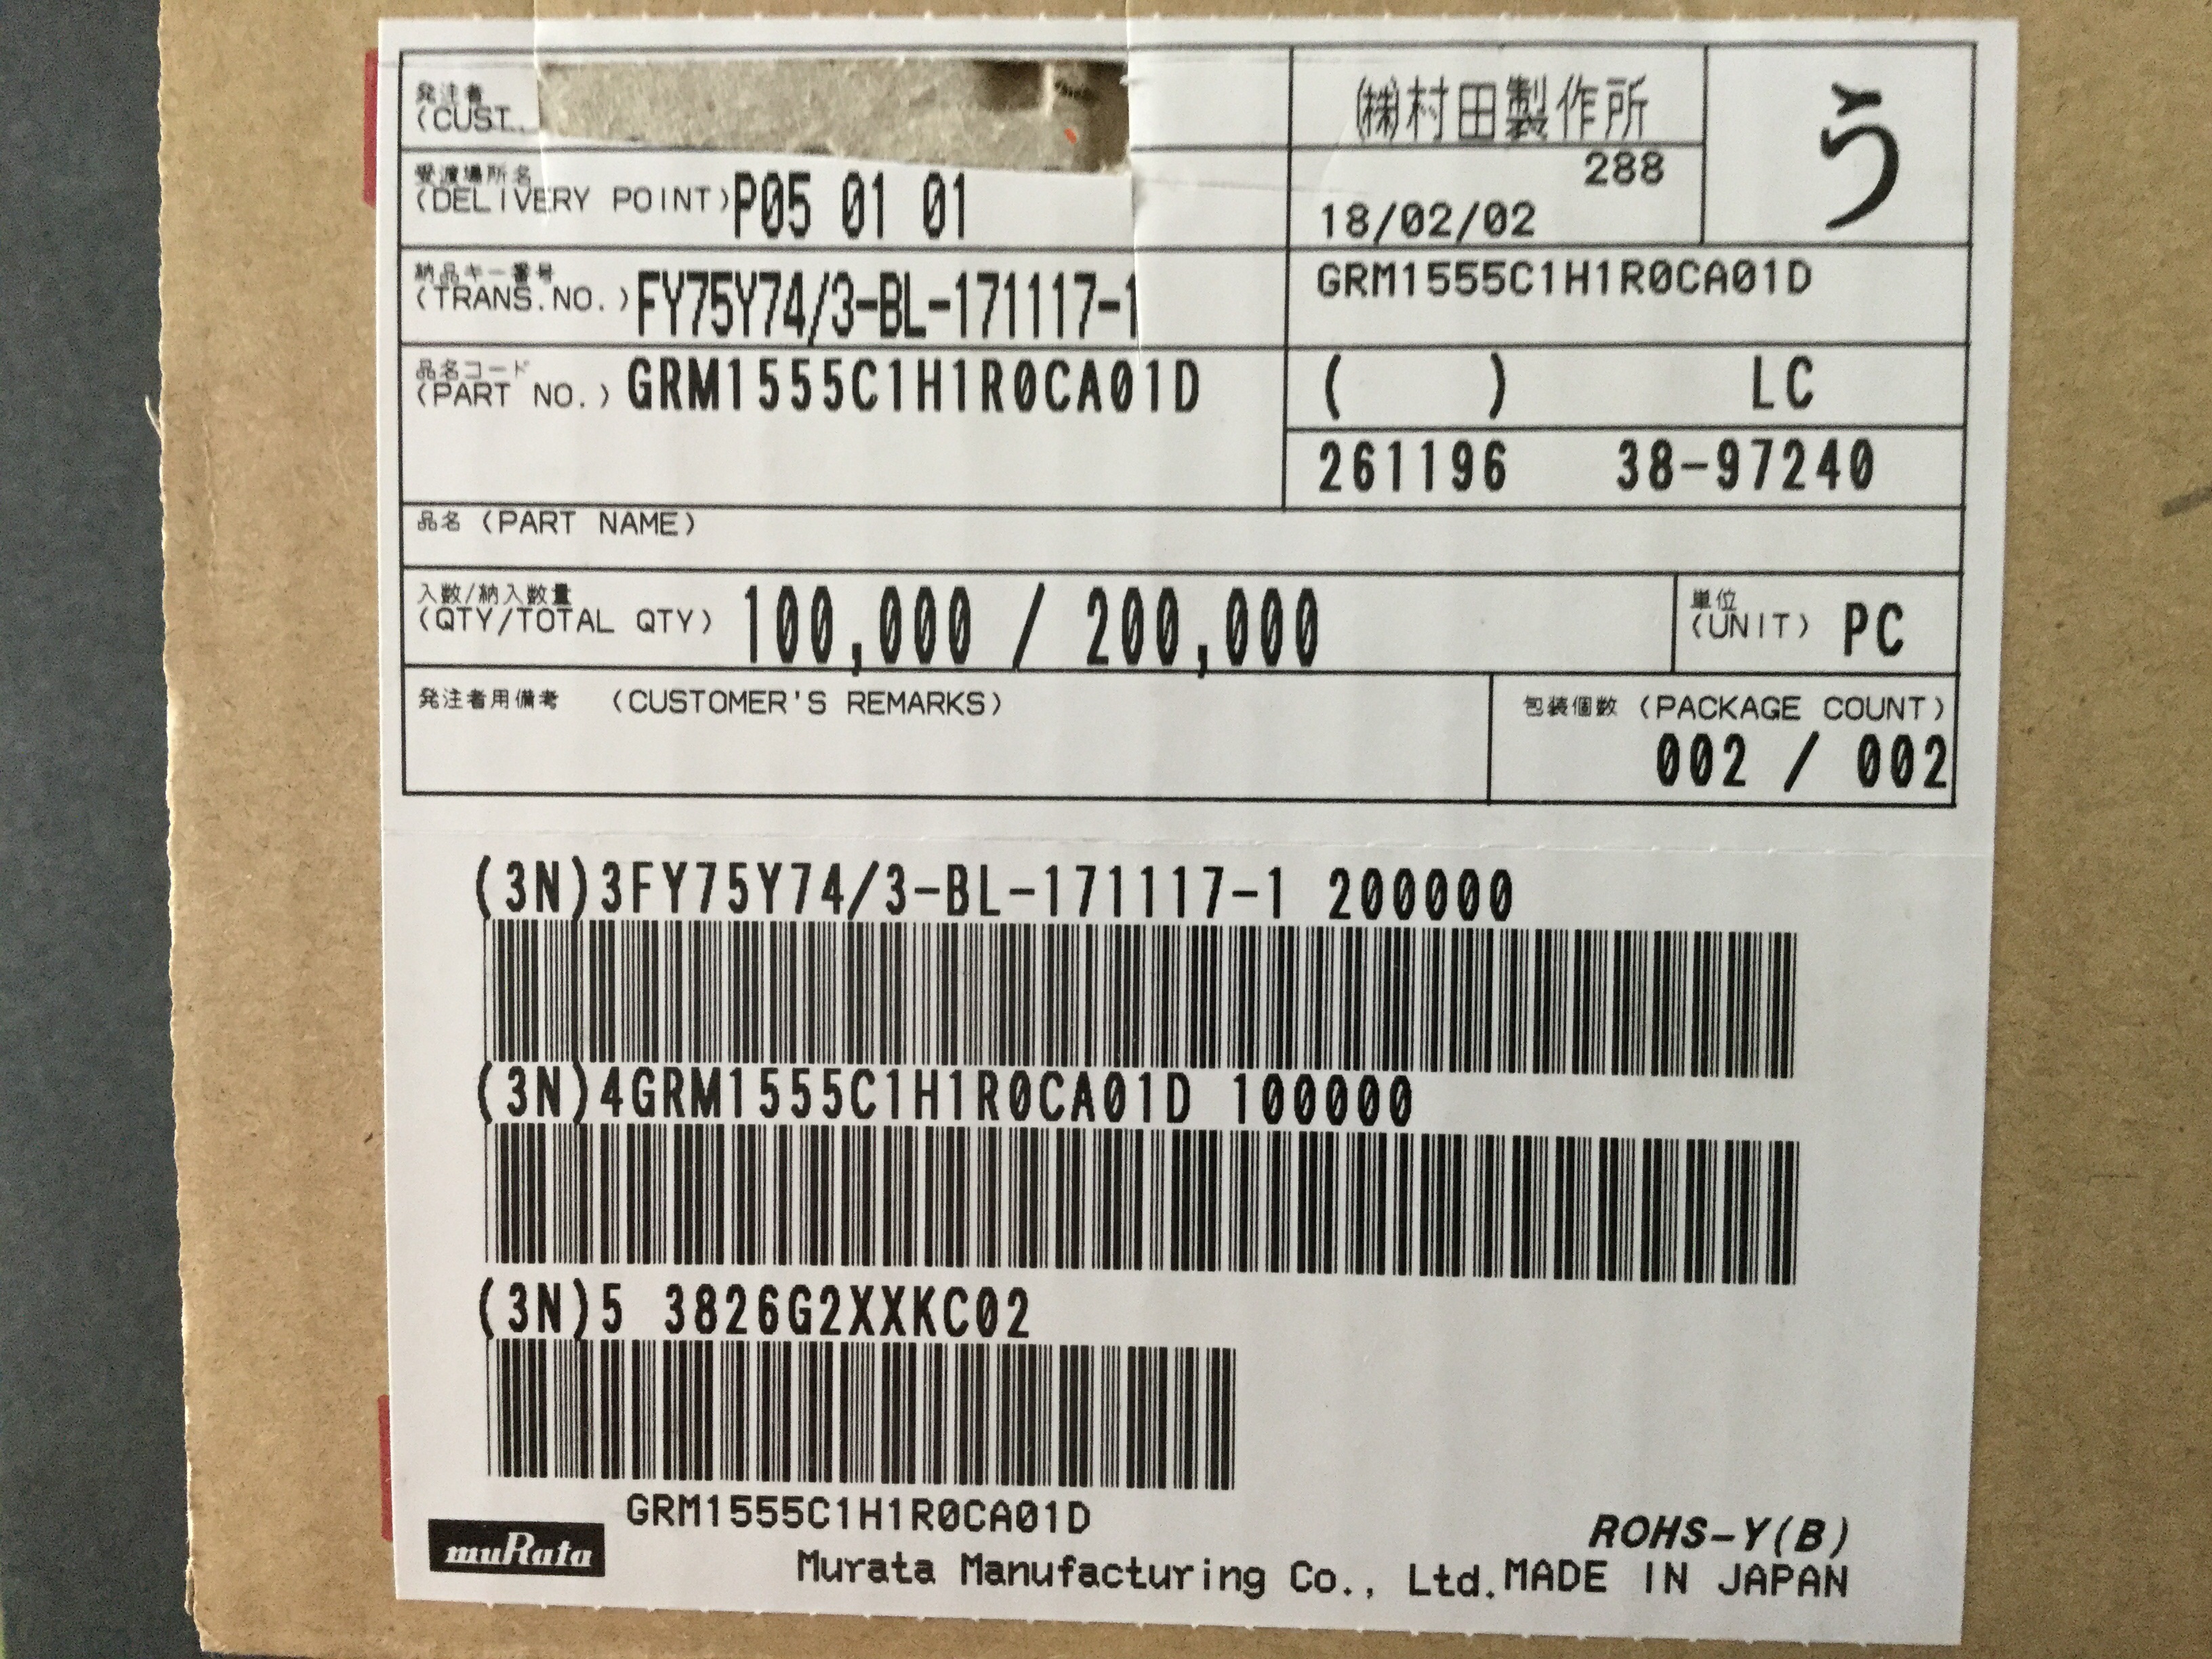 発注者
(CUST.
㈱村田製作所
う
受渡場所名
(DELIVERY POINT) P05 01 01
288
18/02/02
納品キー番号
(TRANS.NO.) FY75Y74/3-BL-171117-1
GRM1555C1H1R0CA01D
品名コード
(PART NO.) GRM1555C1H1R0CA01D
( ) LC
261196 38-97240
品名 (PART NAME)
入数/納入数量
(QTY/TOTAL QTY) 100,000 / 200,000
単位
(UNIT) PC
発注者用備考 (CUSTOMER'S REMARKS)
包装個数 (PACKAGE COUNT)
002 / 002
(3N)3FY75Y74/3-BL-171117-1 200000
(3N)4GRM1555C1H1R0CA01D 100000
(3N)5 3826G2XXKC02
GRM1555C1H1R0CA01D
muRata
ROHS-Y(B)
Murata Manufacturing Co., Ltd. MADE IN JAPAN